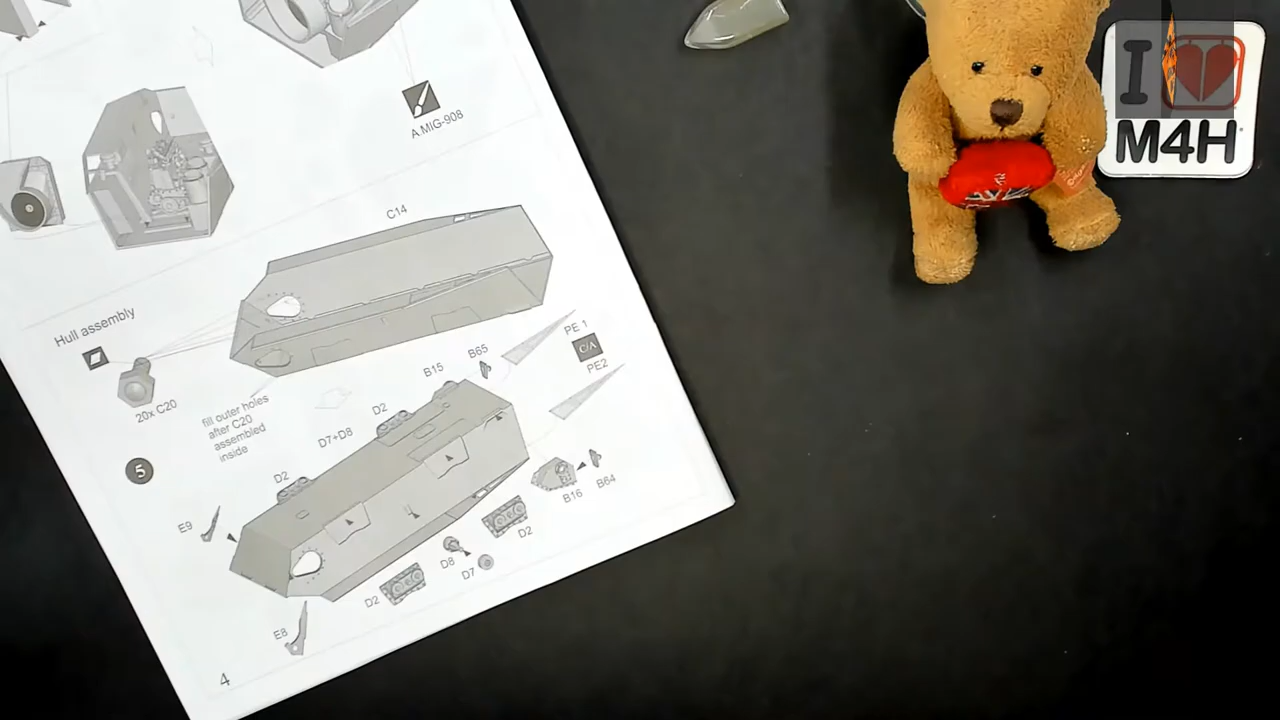 A.MIG-908
C14
Hull assembly
20x C20
fill outer holes
after C20
assembled
inside
PE 1
C/A
PE2
B65
B15
D2
D7+D8
5
D2
E9
B64
B16
D2
D8
D7
D2
E8
4
I
M4H